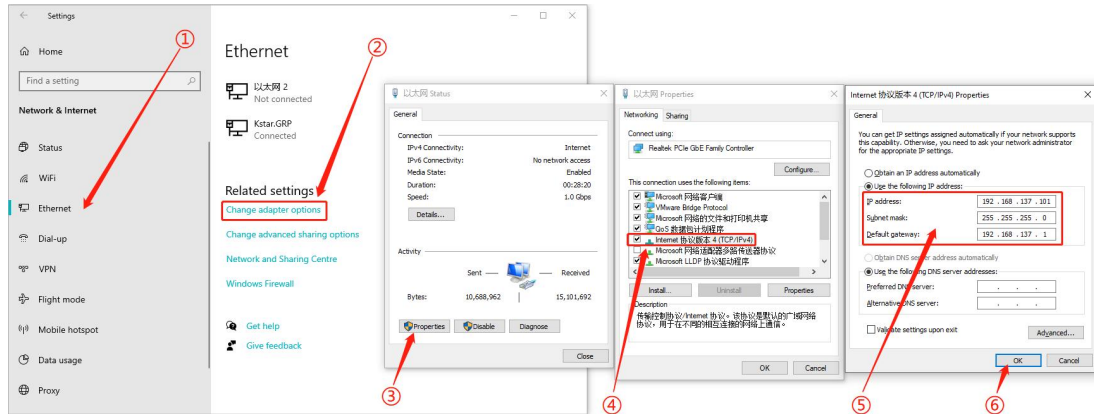 Settings
Home
Find a setting
Network & Internet
Status
WiFi
Ethernet
Dial-up
VPN
Flight mode
Mobile hotspot
Data usage
Proxy
①
Ethernet
②
以太网 2
Not connected
Kstar.GRP
Connected
Related settings
Change adapter options
Change advanced sharing options
Network and Sharing Centre
Windows Firewall
Get help
Give feedback
以太网 Status
General
Connection
IPv4 Connectivity: Internet
IPv6 Connectivity: No network access
Media State: Enabled
Duration: 00:28:20
Speed: 1.0 Gbps
Details...
Activity
Sent Received
Bytes: 10,688,962 15,101,692
Properties Disable Diagnose
Close
③
以太网 Properties
Networking Sharing
Connect using:
Realtek PCIe GbE Family Controller
Configure...
This connection uses the following items:
Microsoft 网络客户端
VMware Bridge Protocol
Microsoft 网络的文件和打印机共享
QoS 数据包计划程序
Internet 协议版本 4 (TCP/IPv4)
Microsoft 网络适配器多路传送器协议
Microsoft LLDP 协议驱动程序
Install... Uninstall Properties
Description
传输控制协议/Internet 协议。该协议是默认的广域网络
协议，用于在不同的相互连接的网络上通信。
OK Cancel
④
Internet 协议版本 4 (TCP/IPv4) Properties
General
You can get IP settings assigned automatically if your network supports
this capability. Otherwise, you need to ask your network administrator
for the appropriate IP settings.
Obtain an IP address automatically
Use the following IP address:
IP address: 192 . 168 . 137 . 101
Subnet mask: 255 . 255 . 255 . 0
Default gateway: 192 . 168 . 137 . 1
Obtain DNS server address automatically
Use the following DNS server addresses:
Preferred DNS server: . . .
Alternative DNS server: . . .
Validate settings upon exit
Advanced...
OK Cancel
⑤
⑥